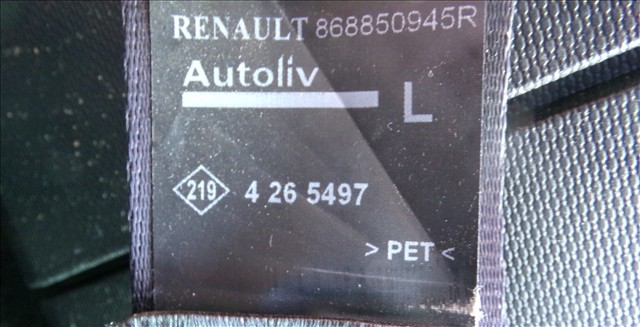 RENAULT 868850945R
Autoliv
L
219 4 26 5497
> PET <